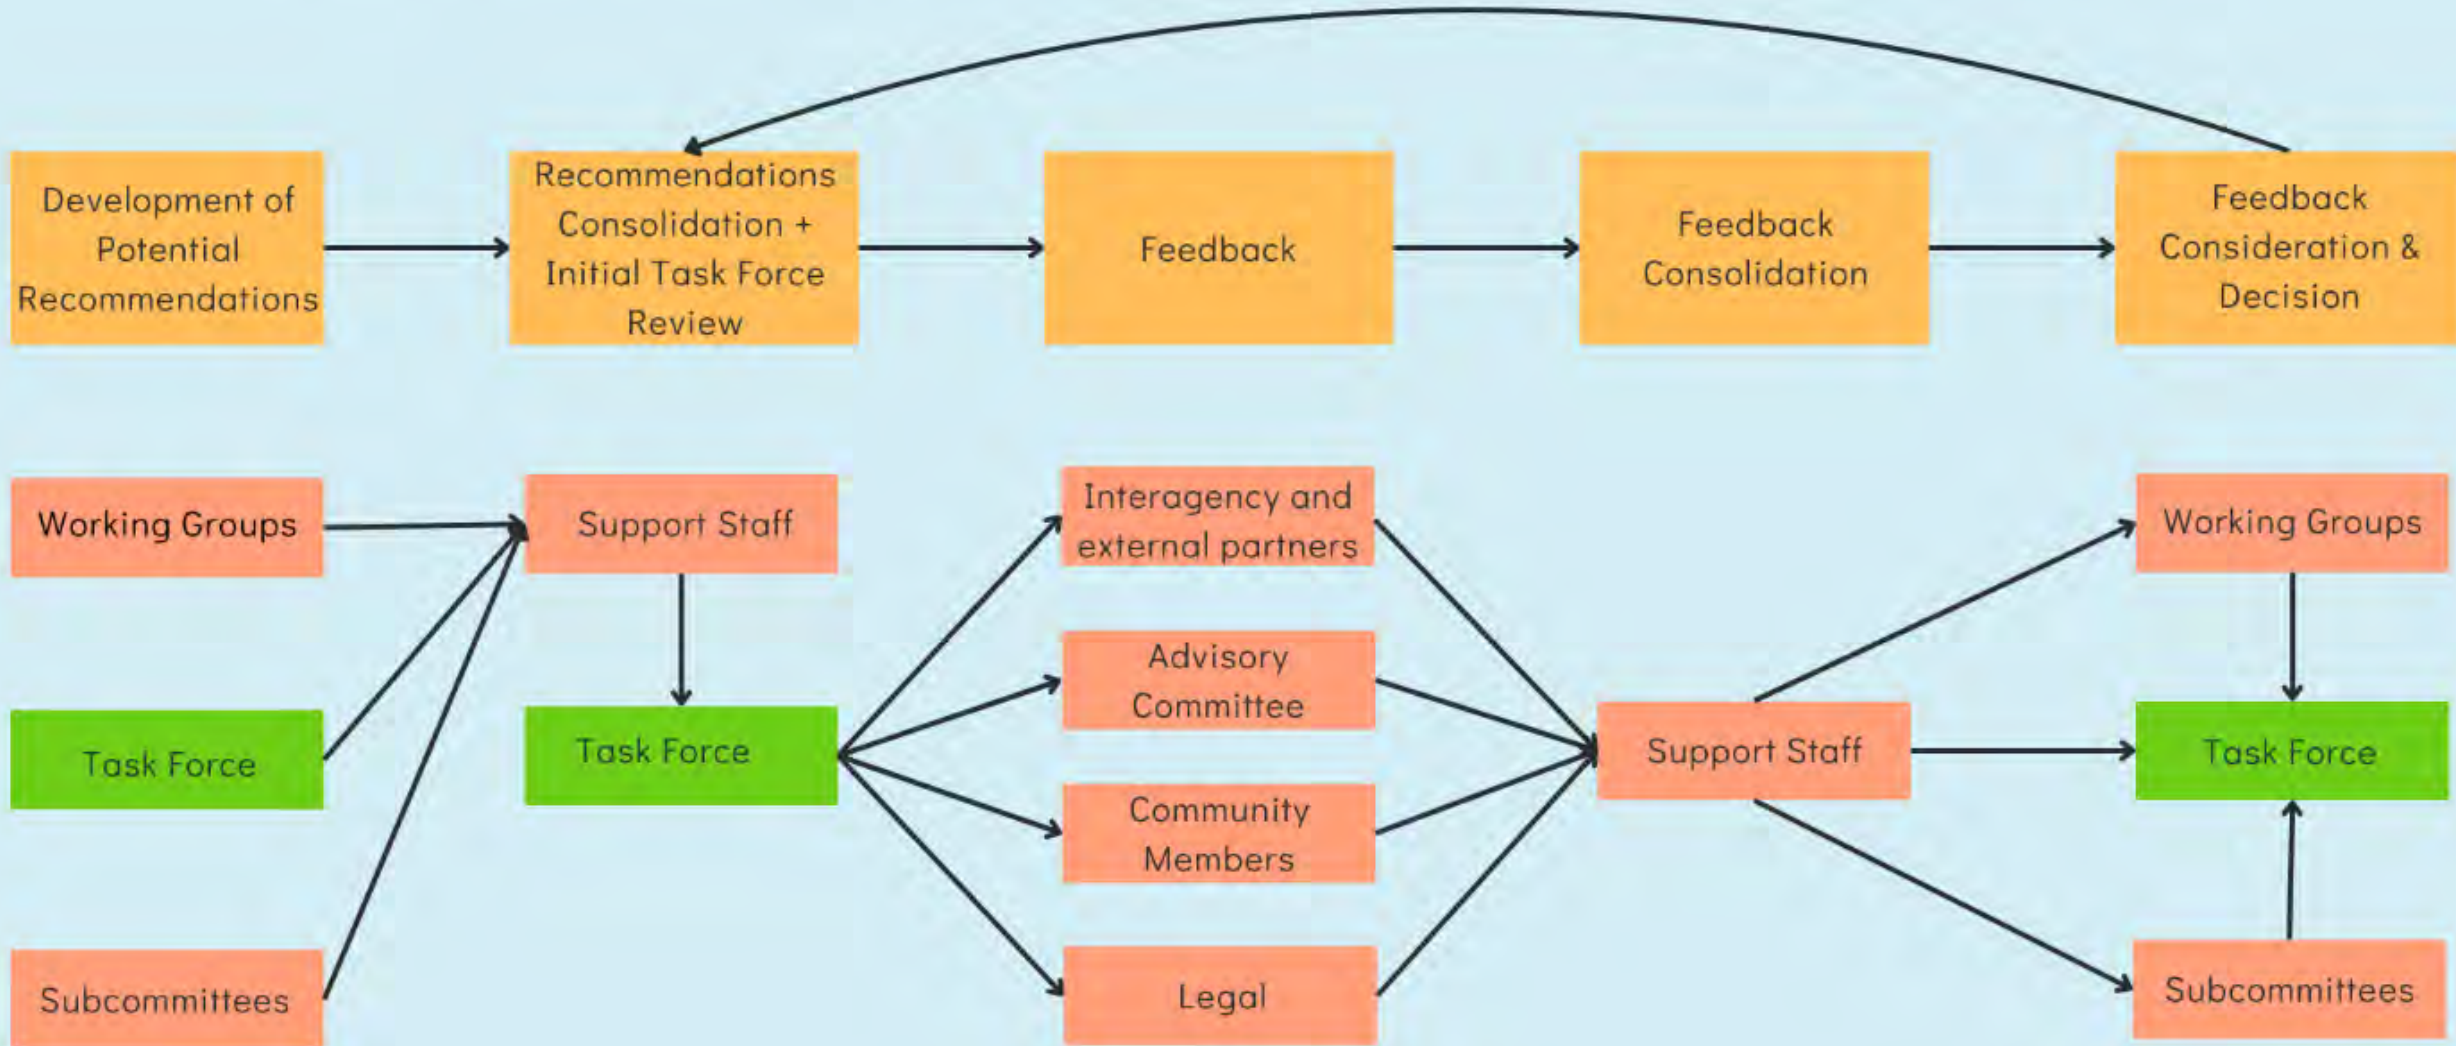 Development of
Potential
Recommendations
Recommendations
Consolidation +
Initial Task Force
Review
Feedback
Feedback
Consolidation
Feedback
Consideration &
Decision
Working Groups
Task Force
Subcommittees
Support Staff
Task Force
Interagency and
external partners
Advisory
Committee
Community
Members
Legal
Support Staff
Working Groups
Task Force
Subcommittees